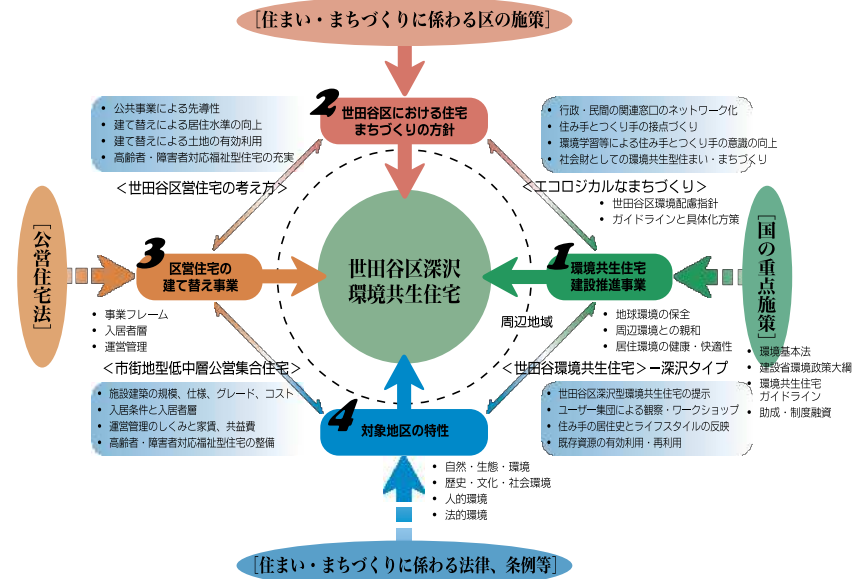 ［住まい・まちづくりに係わる区の施策］
2
世田谷区における住宅
まちづくりの方針
• 公共事業による先導性
• 建て替えによる居住水準の向上
• 建て替えによる土地の有効利用
• 高齢者・障害者対応福祉型住宅の充実
＜世田谷区営住宅の考え方＞
• 行政・民間の関連窓口のネットワーク化
• 住み手とつくり手の接点づくり
• 環境学習等による住み手とつくり手の意識の向上
• 社会財としての環境共生型住まい・まちづくり
＜エコロジカルなまちづくり＞
• 世田谷区環境配慮指針
• ガイドラインと具体化方策
［公営住宅法］
3
区営住宅の
建て替え事業
• 事業フレーム
• 入居者層
• 運営管理
世田谷区深沢
環境共生住宅
周辺地域
1
環境共生住宅
建設推進事業
• 地球環境の保全
• 周辺環境との親和
• 居住環境の健康・快適性
［国の重点施策］
• 環境基本法
• 建設省環境政策大綱
• 環境共生住宅
ガイドライン
• 助成・制度融資
＜市街地型低中層公営集合住宅＞
• 施設建築の規模、仕様、グレード、コスト
• 入居条件と入居者層
• 運営管理のしくみと家賃、共益費
• 高齢者・障害者対応福祉型住宅の整備
＜世田谷環境共生住宅＞ー深沢タイプ
• 世田谷区深沢型環境共生住宅の提示
• ユーザー集団による観察・ワークショップ
• 住み手の居住史とライフスタイルの反映
• 既存資源の有効利用・再利用
4
対象地区の特性
• 自然・生態・環境
• 歴史・文化・社会環境
• 人的環境
• 法的環境
［住まい・まちづくりに係わる法律、条例等］